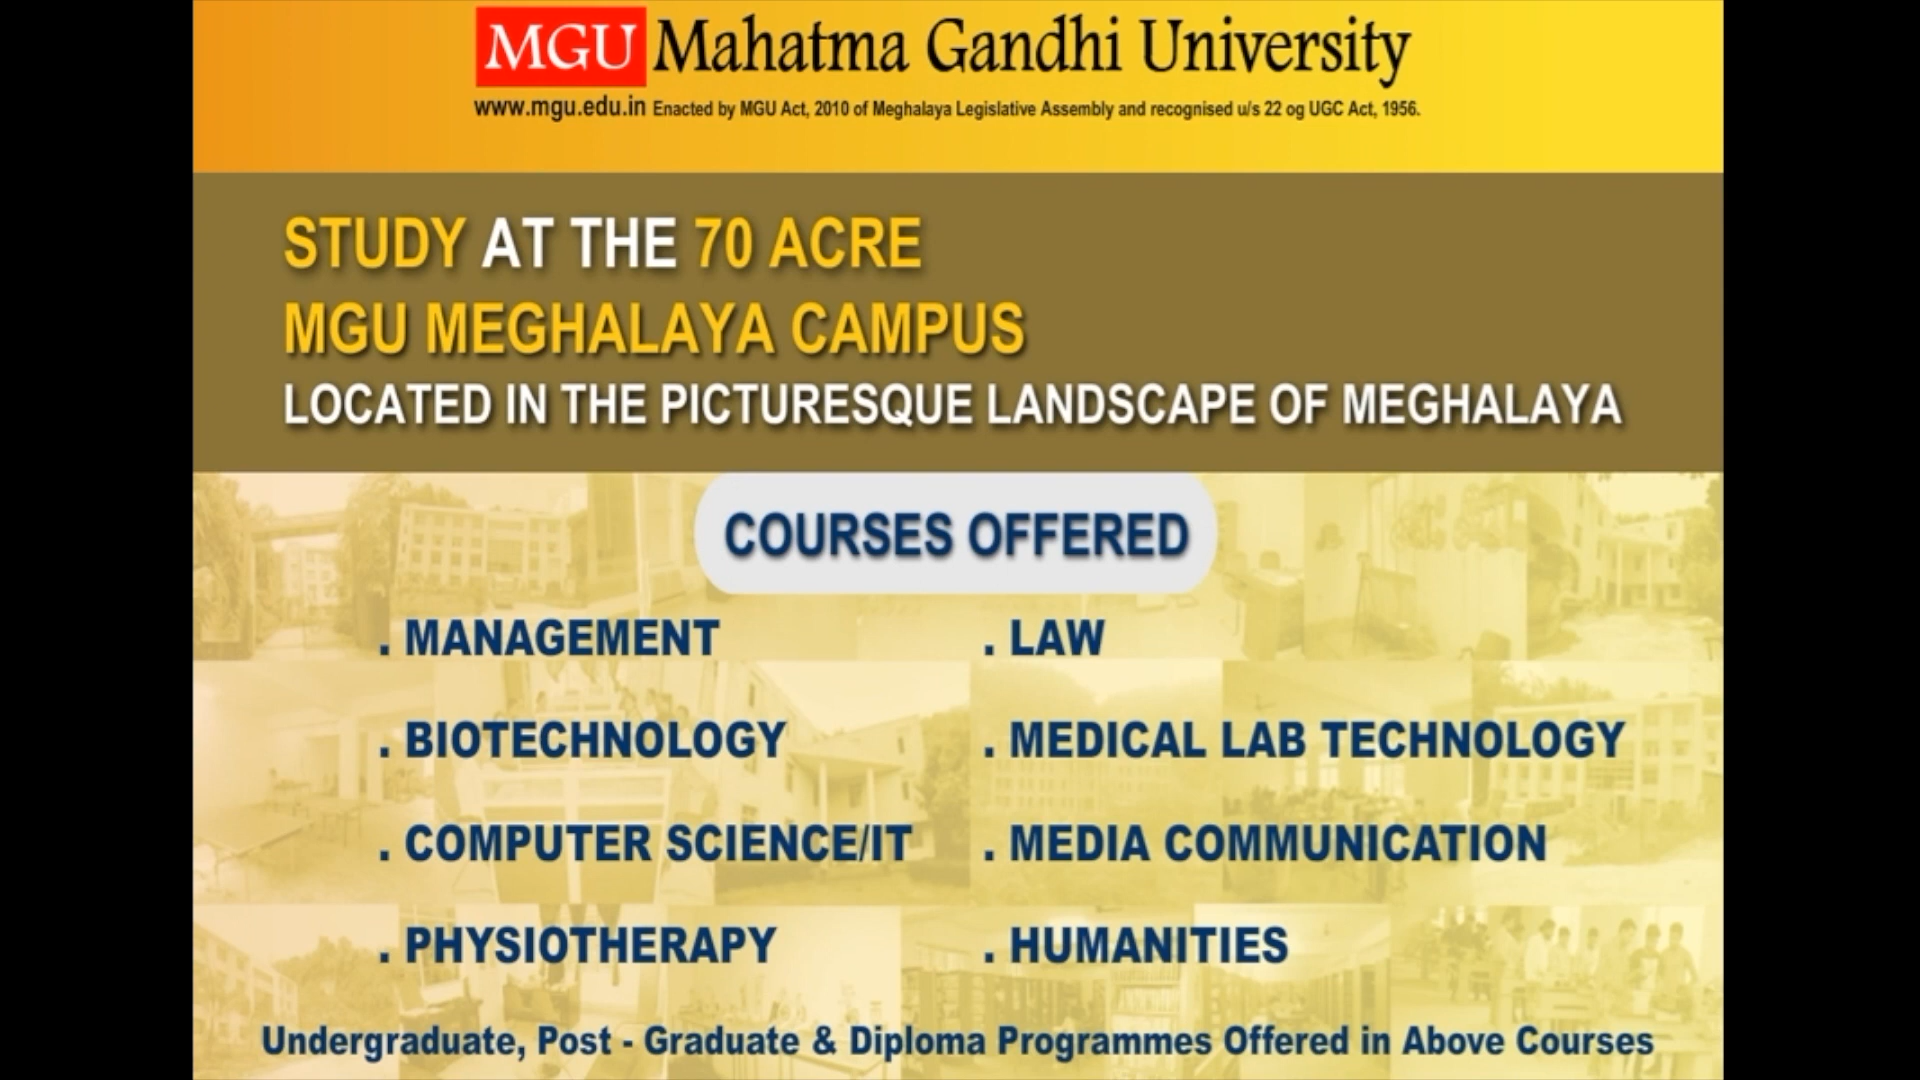 MGU Mahatma Gandhi University
www.mgu.edu.in Enacted by MGU Act, 2010 of Meghalaya Legislative Assembly and recognised u/s 22 og UGC Act, 1956.
STUDY AT THE 70 ACRE
MGU MEGHALAYA CAMPUS
LOCATED IN THE PICTURESQUE LANDSCAPE OF MEGHALAYA
COURSES OFFERED
. MANAGEMENT
. BIOTECHNOLOGY
. COMPUTER SCIENCE/IT
. PHYSIOTHERAPY
. LAW
. MEDICAL LAB TECHNOLOGY
. MEDIA COMMUNICATION
. HUMANITIES
Undergraduate, Post - Graduate & Diploma Programmes Offered in Above Courses